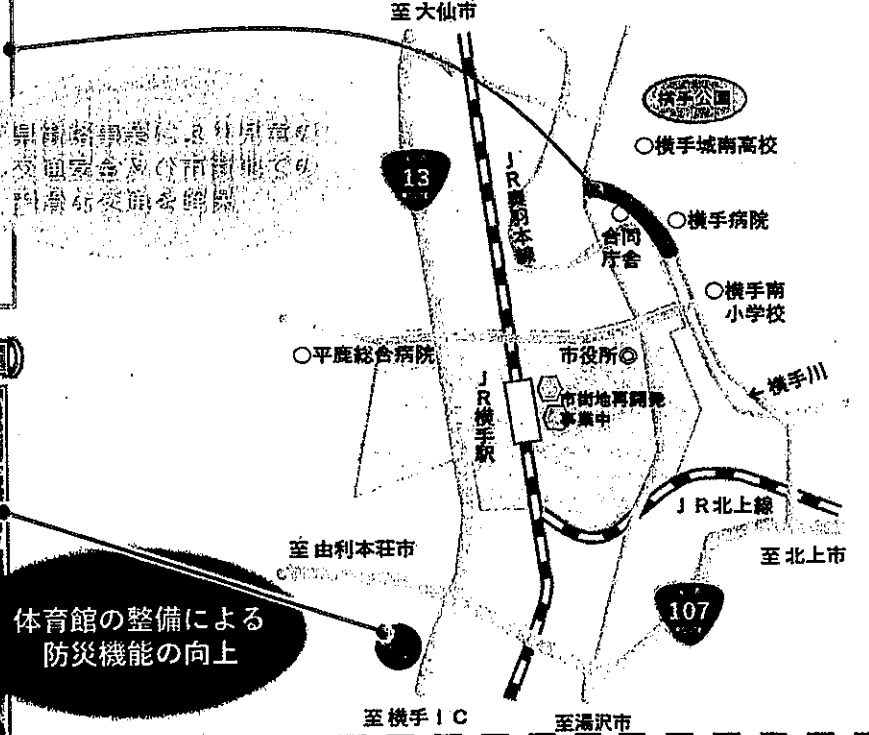 至 大仙市
横手公園
○横手城南高校
13
JR奥羽本線
合同
庁舎
○横手病院
○横手南
小学校
○平鹿総合病院
市役所◎
←横手川
市街地再開発
事業中
JR横手駅
JR北上線
至 由利本荘市
至 北上市
体育館の整備による
防災機能の向上
107
至 横手IC
至湯沢市